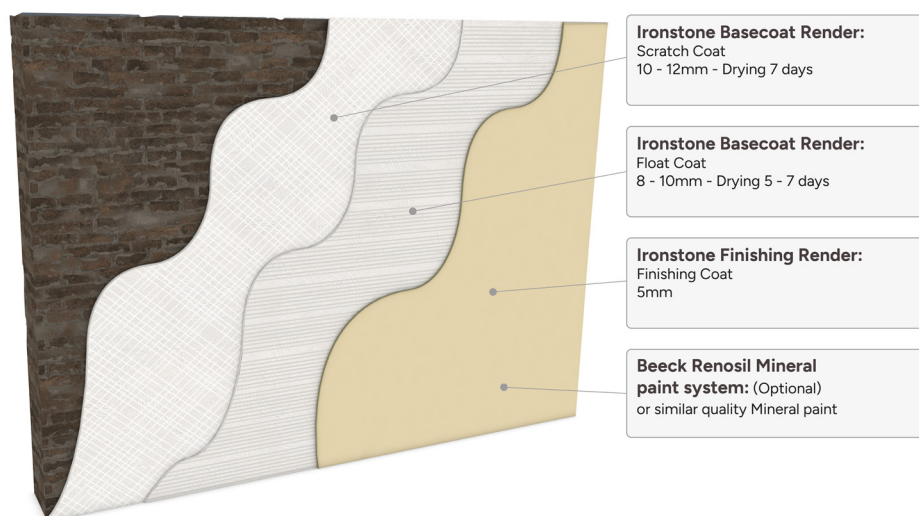 Ironstone Basecoat Render:
Scratch Coat
10 - 12mm - Drying 7 days
Ironstone Basecoat Render:
Float Coat
8 - 10mm - Drying 5 - 7 days
Ironstone Finishing Render:
Finishing Coat
5mm
Beeck Renosil Mineral
paint system: (Optional)
or similar quality Mineral paint